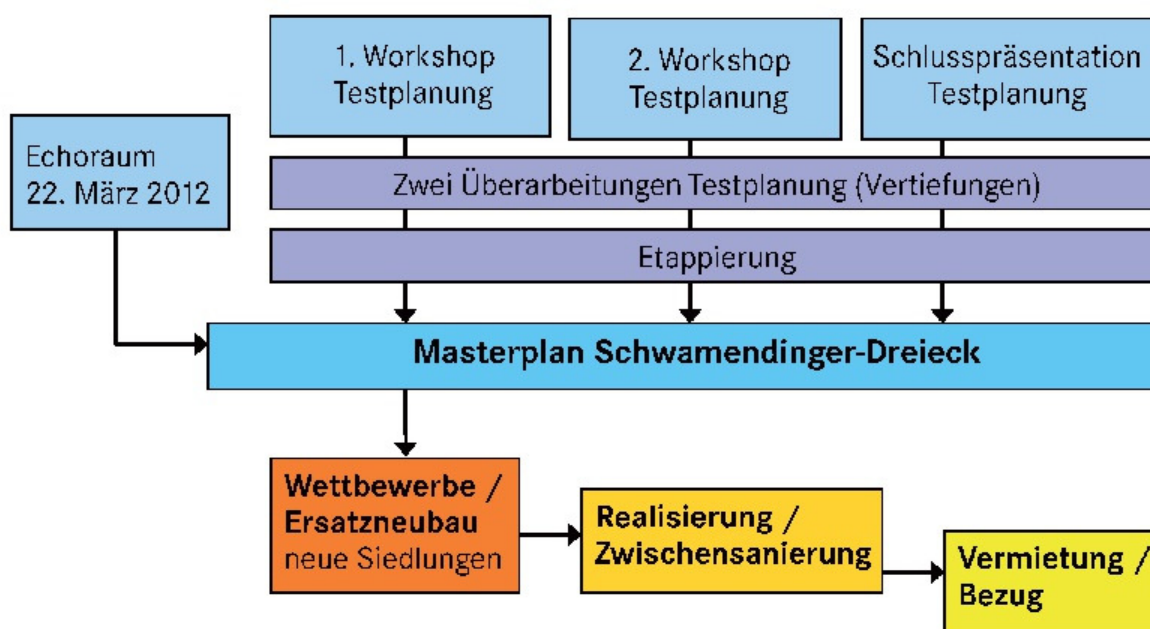 1. Workshop
Testplanung
2. Workshop
Testplanung
Schlusspräsentation
Testplanung
Echoraum
22. März 2012
Zwei Überarbeitungen Testplanung (Vertiefungen)
Etappierung
Masterplan Schwamendinger-Dreieck
Wettbewerbe /
Ersatzneubau
neue Siedlungen
Realisierung /
Zwischensanierung
Vermietung /
Bezug